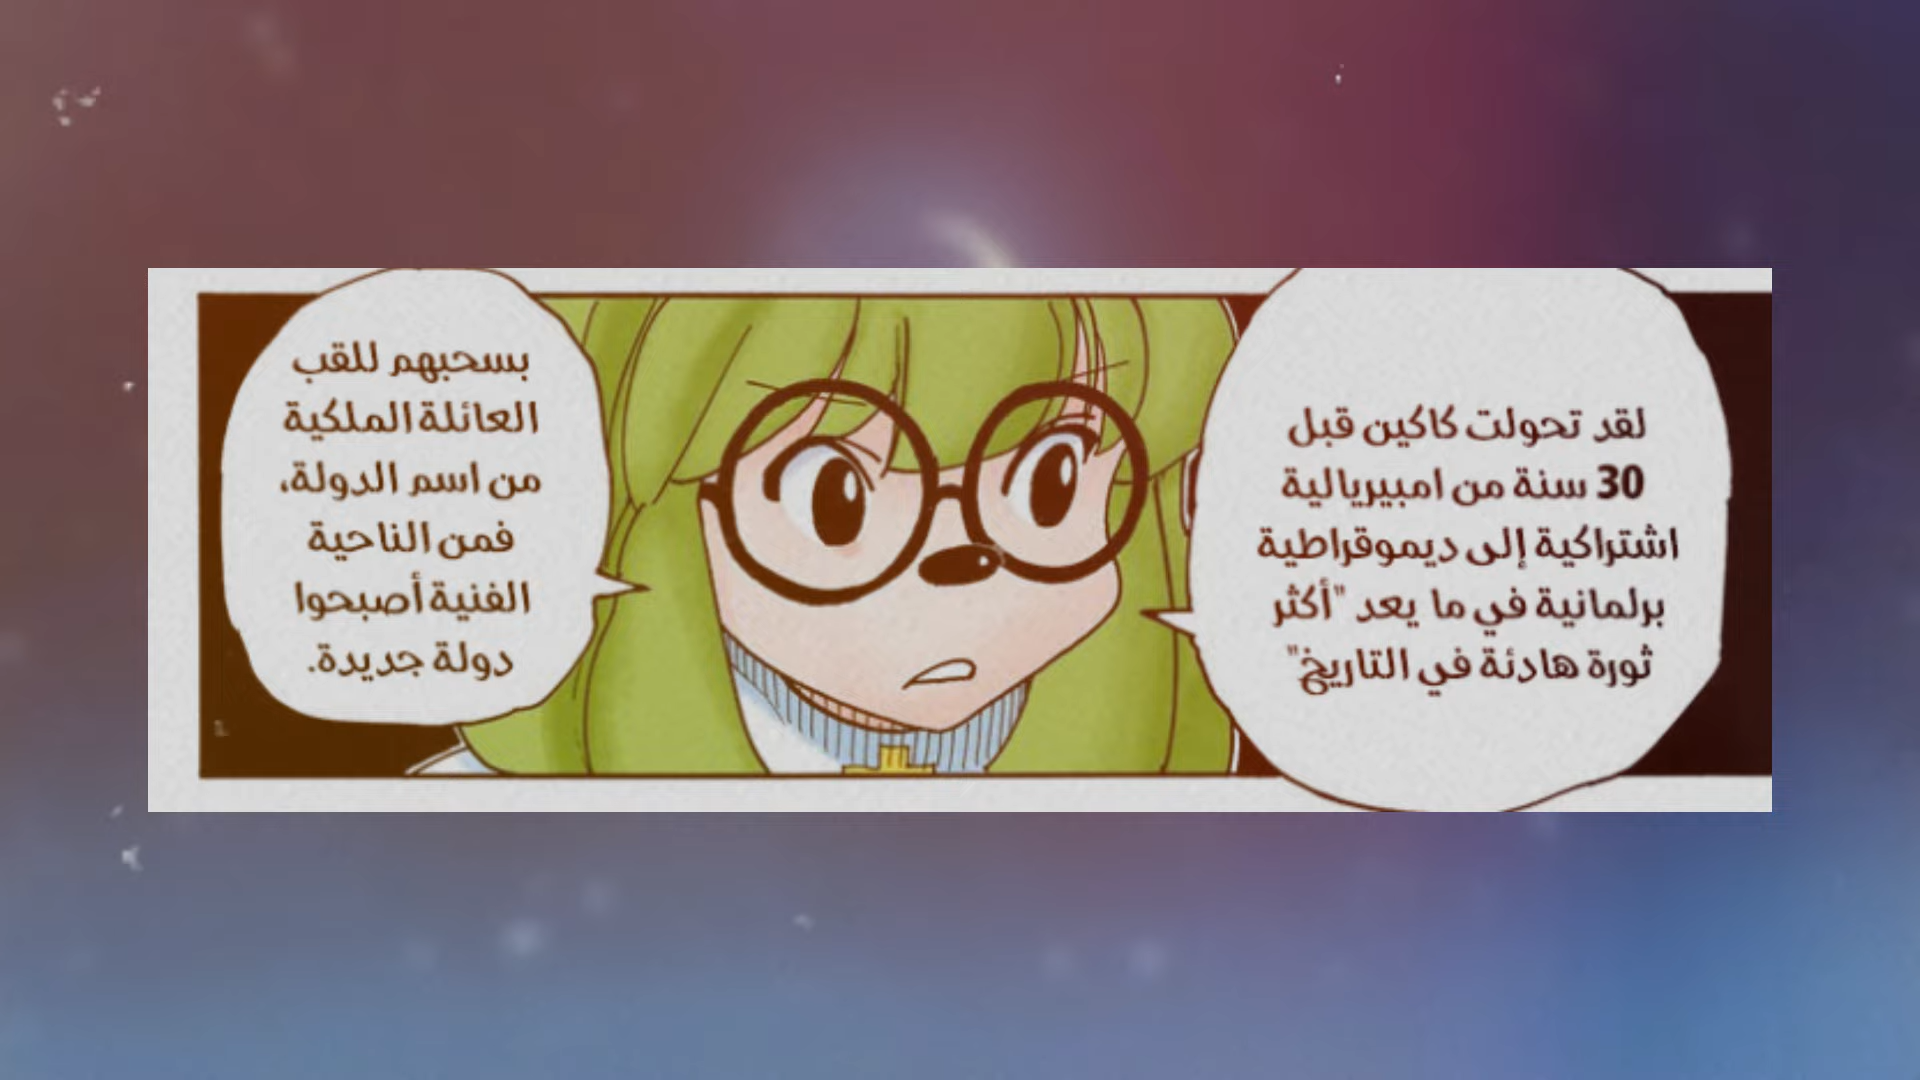 لقد تحولت كاكين قبل
30 سنة من امبيريالية
اشتراكية إلى ديموقراطية
برلمانية في ما يعد "أكثر
ثورة هادئة في التاريخ"
بسحبهم للقب
العائلة الملكية
من اسم الدولة،
فمن الناحية
الفنية أصبحوا
دولة جديدة.